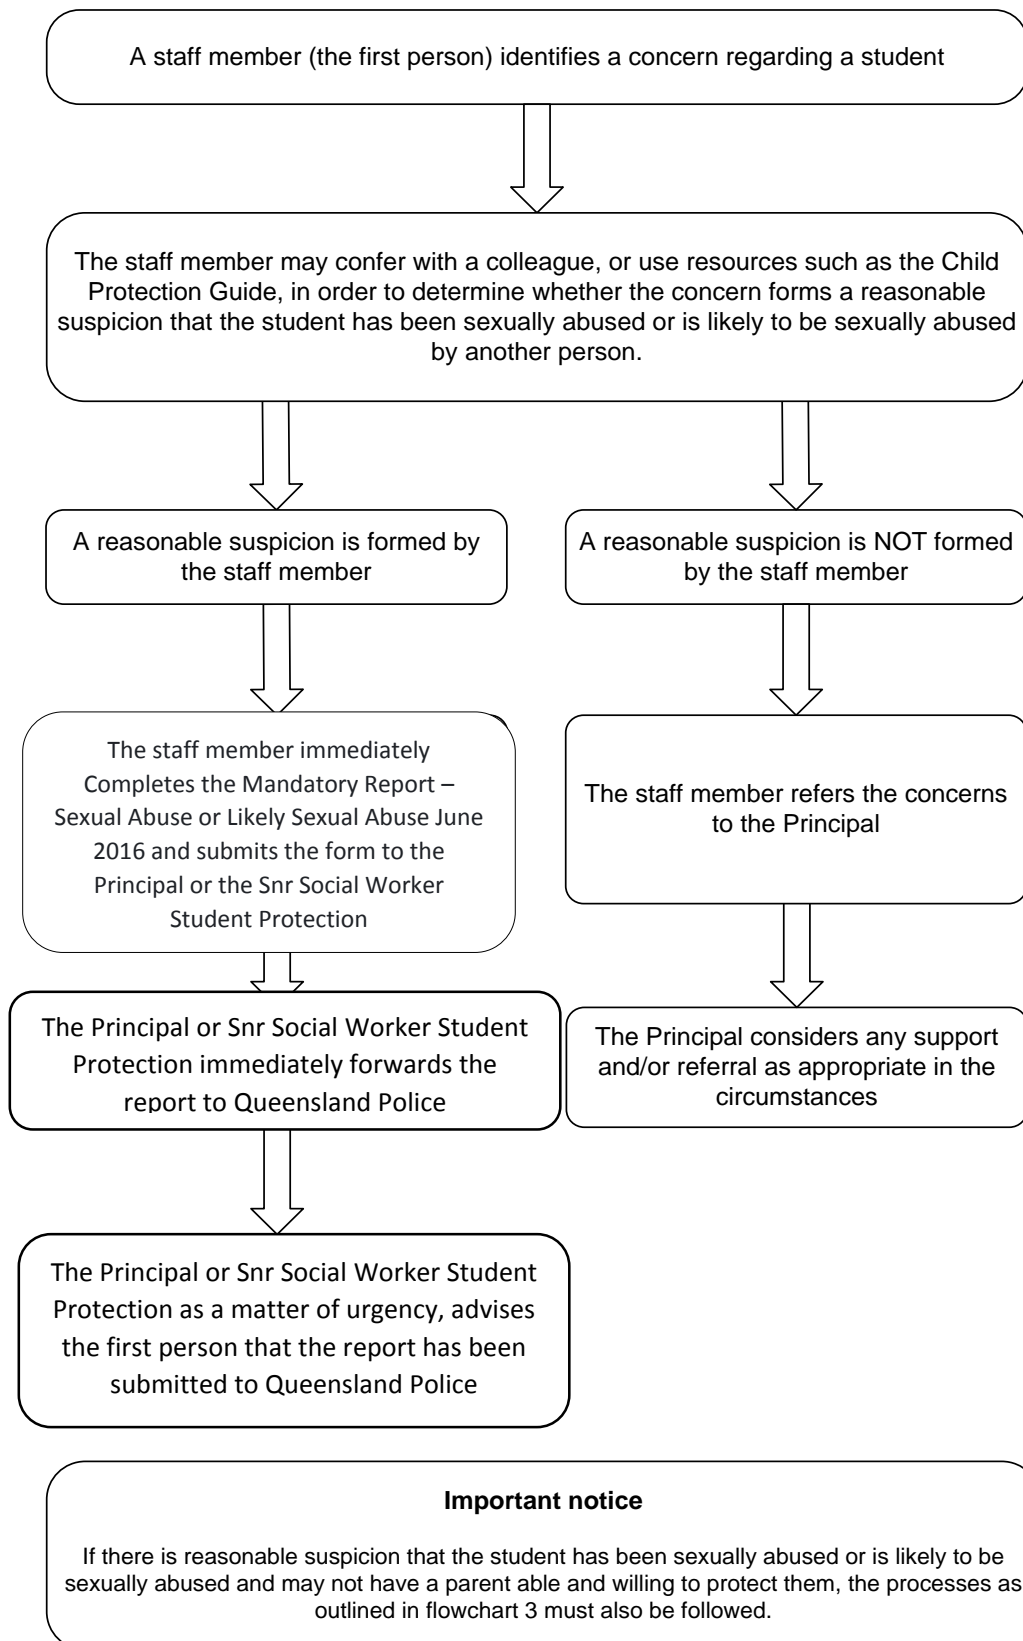 A staff member (the first person) identifies a concern regarding a student
The staff member may confer with a colleague, or use resources such as the Child
Protection Guide, in order to determine whether the concern forms a reasonable
suspicion that the student has been sexually abused or is likely to be sexually abused
by another person.
A reasonable suspicion is formed by
the staff member
A reasonable suspicion is NOT formed
by the staff member
The staff member immediately
Completes the Mandatory Report –
Sexual Abuse or Likely Sexual Abuse June
2016 and submits the form to the
Principal or the Snr Social Worker
Student Protection
The staff member refers the concerns
to the Principal
The Principal or Snr Social Worker Student
Protection immediately forwards the
report to Queensland Police
The Principal considers any support
and/or referral as appropriate in the
circumstances
The Principal or Snr Social Worker Student
Protection as a matter of urgency, advises
the first person that the report has been
submitted to Queensland Police
Important notice
If there is reasonable suspicion that the student has been sexually abused or is likely to be
sexually abused and may not have a parent able and willing to protect them, the processes as
outlined in flowchart 3 must also be followed.